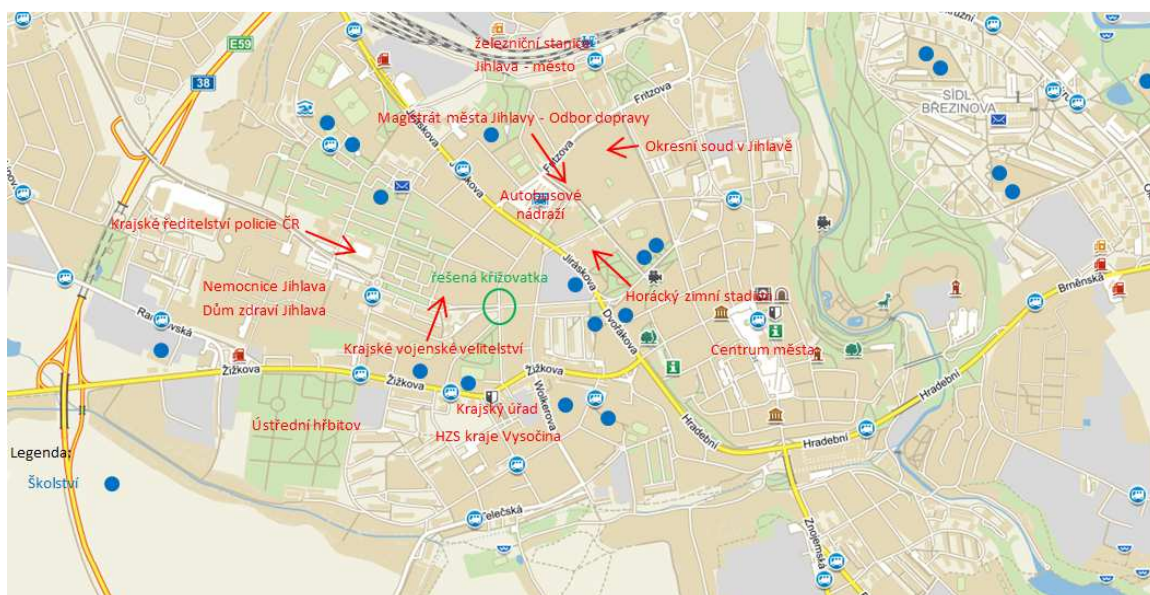 E59
38
železniční stanice
Jihlava - město
Fritzova
Jiráskova
Magistrát města Jihlavy - Odbor dopravy
Fritzova
Okresní soud v Jihlavě
SÍDL
BŘEZINOVA
Autobusové
nádraží
Krajské ředitelství policie ČR
Jiráskova
řešená křižovatka
Nemocnice Jihlava
Dům zdraví Jihlava
Horácký zimní stadion
Brněnská
Dvořákova
Krajské vojenské velitelství
Centrum města
Žižkova
Žižkova
Žižkova
Wolkerova
Krajský úřad
Ústřední hřbitov
HZS kraje Vysočina
Hradební
Hradební
Hradební
Legenda:
Školství
Telečská
Znojemská